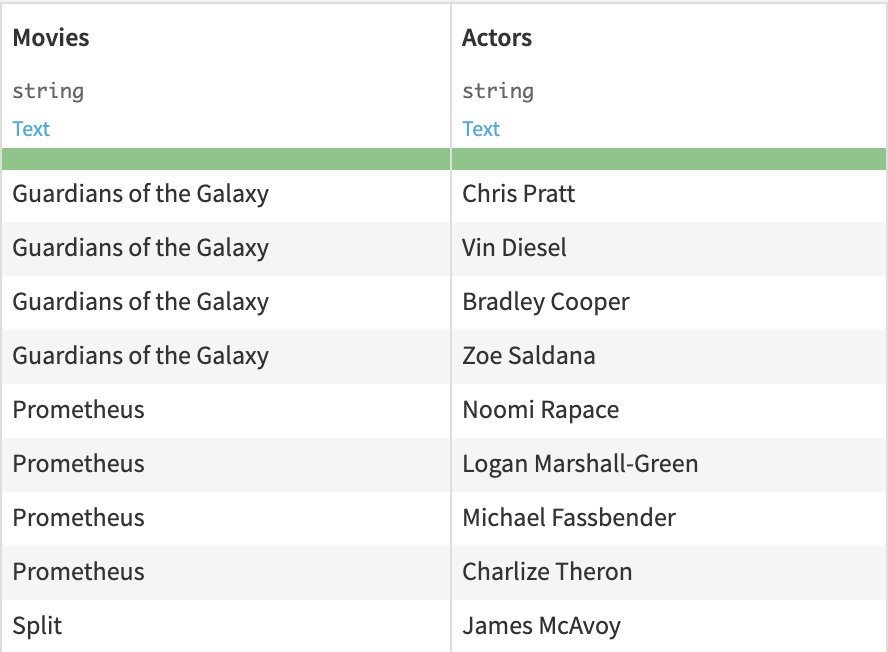 Movies Actors
string string
Text Text
Guardians of the Galaxy Chris Pratt
Guardians of the Galaxy Vin Diesel
Guardians of the Galaxy Bradley Cooper
Guardians of the Galaxy Zoe Saldana
Prometheus Noomi Rapace
Prometheus Logan Marshall-Green
Prometheus Michael Fassbender
Prometheus Charlize Theron
Split James McAvoy